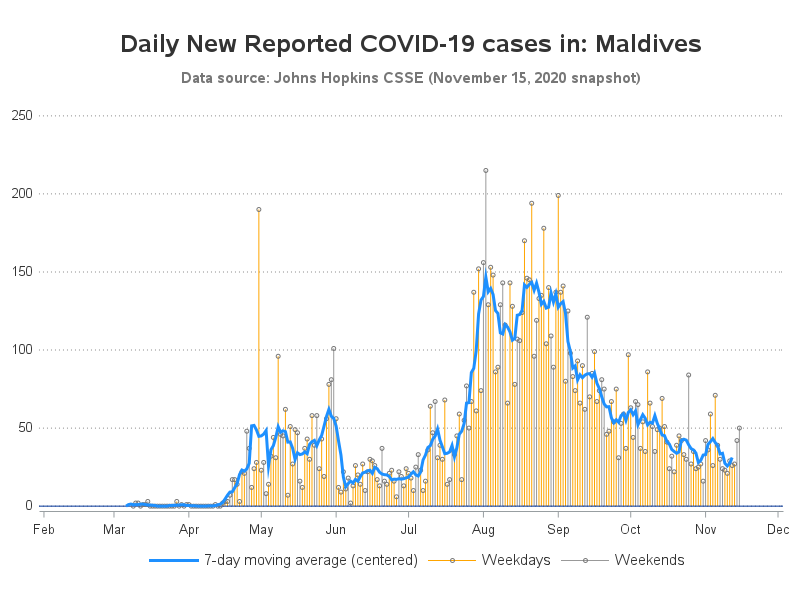 Daily New Reported COVID-19 cases in: Maldives
Data source: Johns Hopkins CSSE (November 15, 2020 snapshot)
250
200
150
100
50
0
Feb Mar Apr May Jun Jul Aug Sep Oct Nov Dec
7-day moving average (centered) Weekdays Weekends